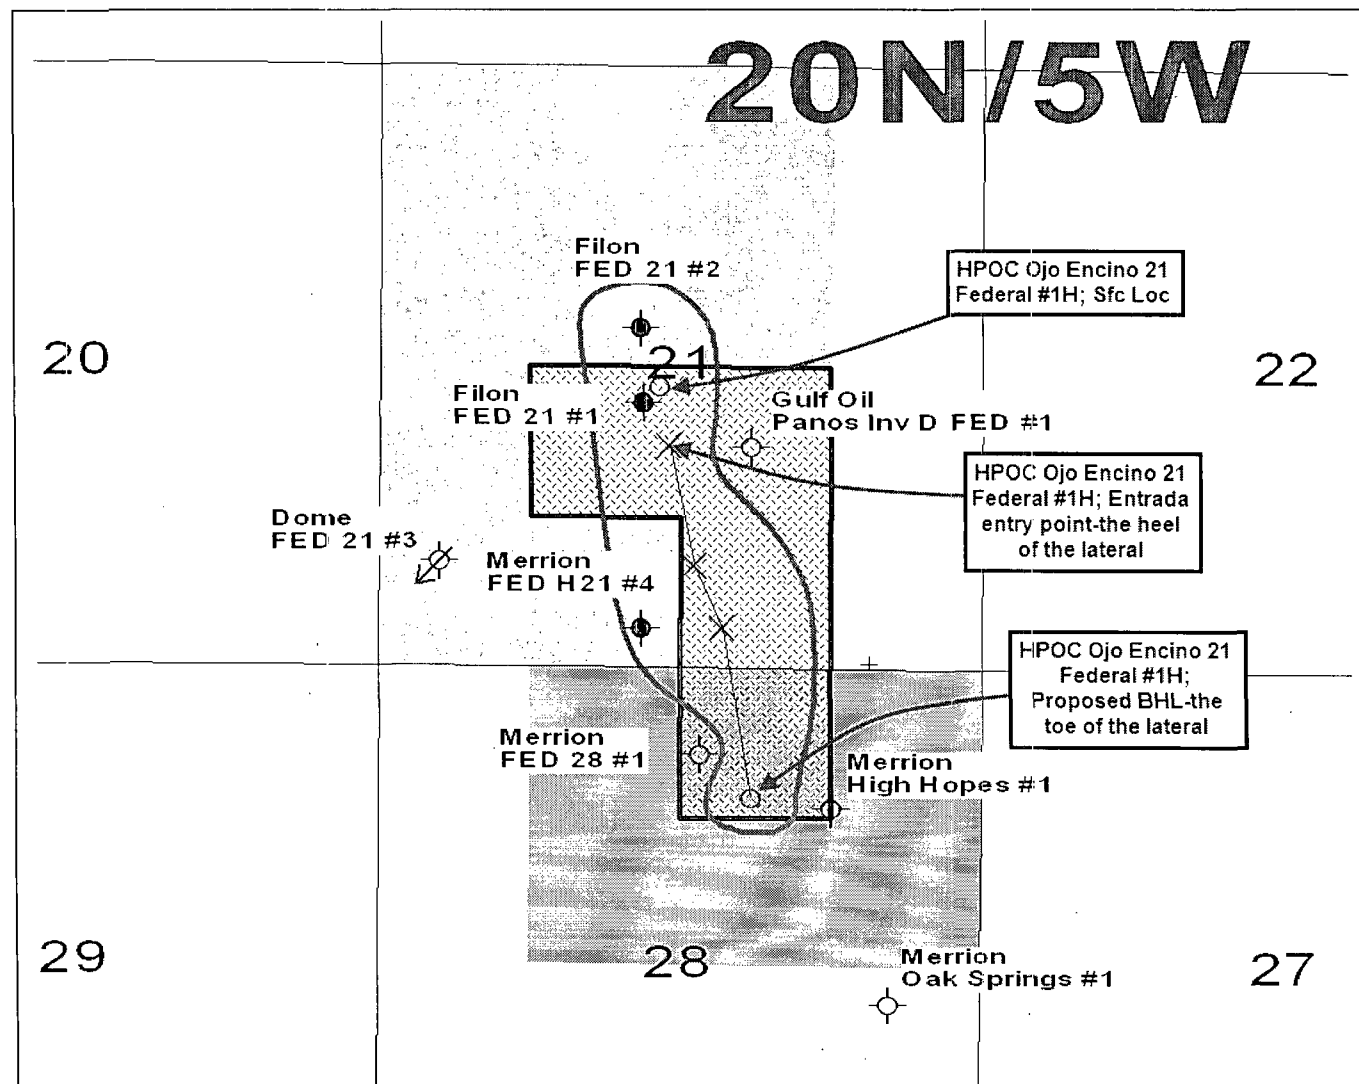 20N/5W
Filon
FED 21 #2
HPOC Ojo Encino 21
Federal #1H; Sfc Loc
20
21
22
Filon
FED 21 #1
Gulf Oil
Panos Inv D FED #1
HPOC Ojo Encino 21
Federal #1H; Entrada
entry point-the heel
of the lateral
Dome
FED 21 #3
Merrion
FED H21 #4
HPOC Ojo Encino 21
Federal #1H;
Proposed BHL-the
toe of the lateral
Merrion
FED 28 #1
Merrion
High Hopes #1
29
28
Merrion
Oak Springs #1
27